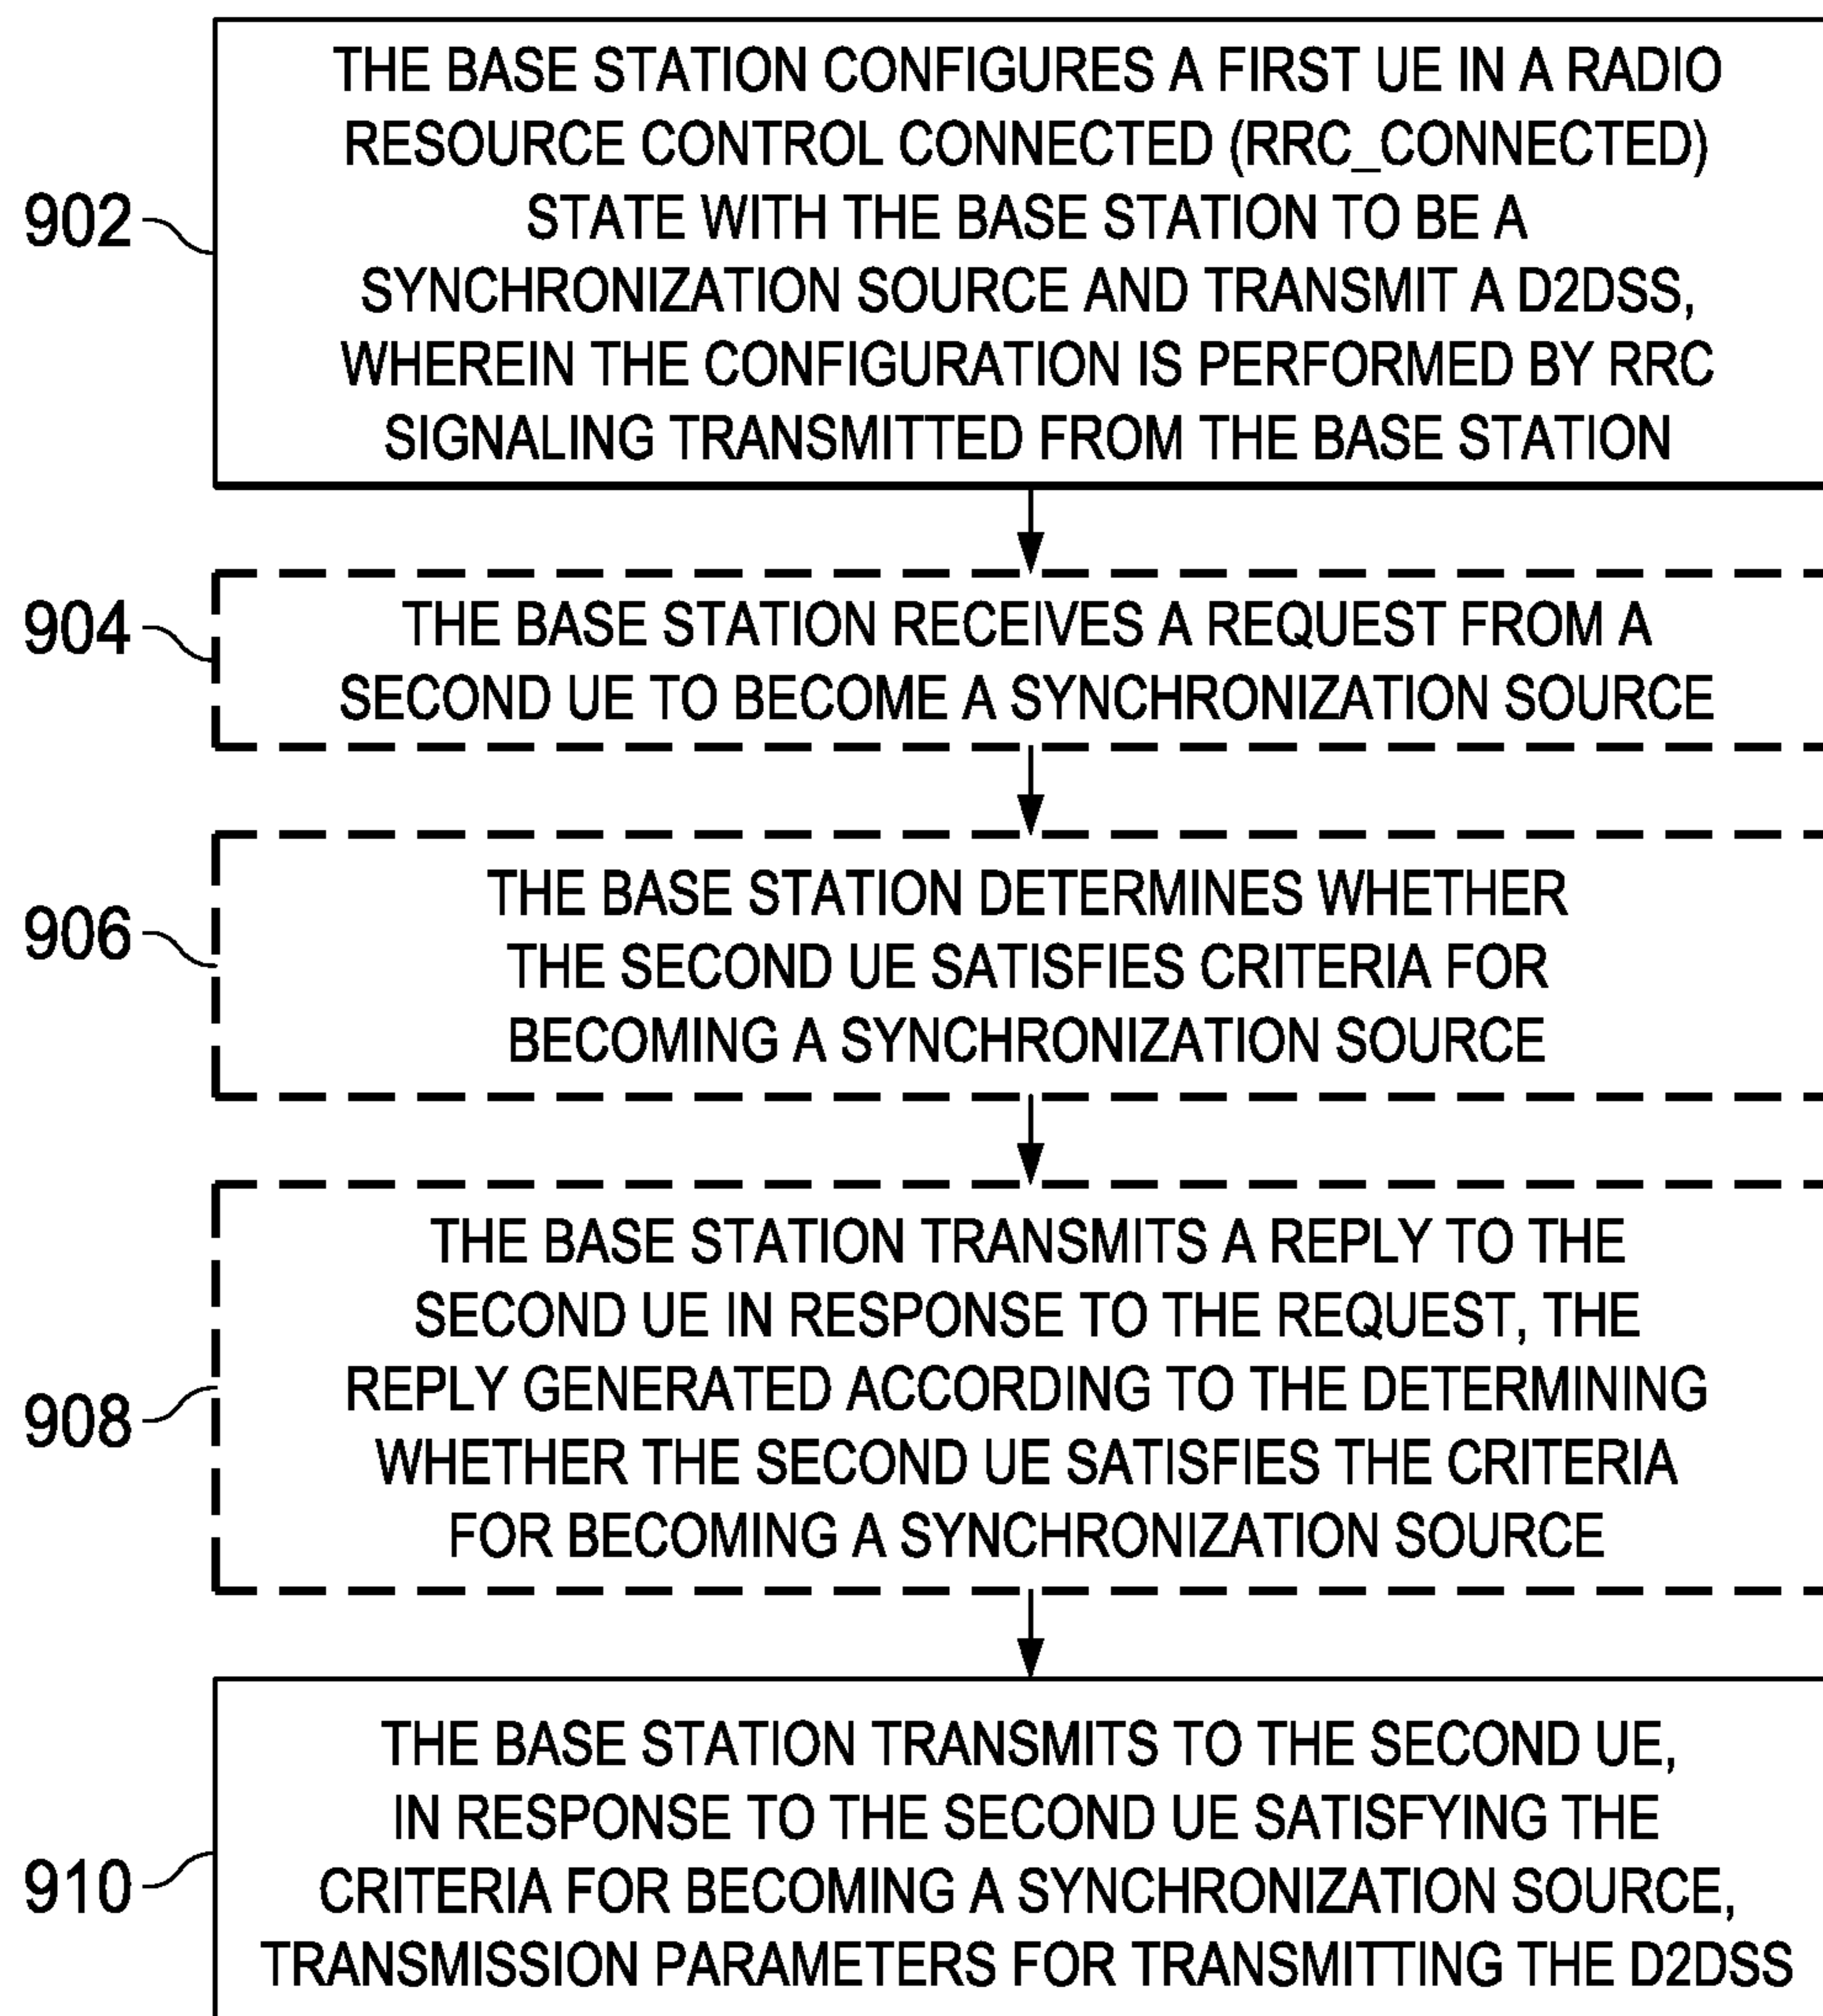 THE BASE STATION CONFIGURES A FIRST UE IN A RADIO
RESOURCE CONTROL CONNECTED (RRC_CONNECTED)
902
STATE WITH THE BASE STATION TO BE A
SYNCHRONIZATION SOURCE AND TRANSMIT A D2DSS,
WHEREIN THE CONFIGURATION IS PERFORMED BY RRC
SIGNALING TRANSMITTED FROM THE BASE STATION
904
THE BASE STATION RECEIVES A REQUEST FROM A
SECOND UE TO BECOME A SYNCHRONIZATION SOURCE
THE BASE STATION DETERMINES WHETHER
906
THE SECOND UE SATISFIES CRITERIA FOR
BECOMING A SYNCHRONIZATION SOURCE
THE BASE STATION TRANSMITS A REPLY TO THE
SECOND UE IN RESPONSE TO THE REQUEST, THE
REPLY GENERATED ACCORDING TO THE DETERMINING
908
WHETHER THE SECOND UE SATISFIES THE CRITERIA
FOR BECOMING A SYNCHRONIZATION SOURCE
THE BASE STATION TRANSMITS TO THE SECOND UE,
IN RESPONSE TO THE SECOND UE SATISFYING THE
910
CRITERIA FOR BECOMING A SYNCHRONIZATION SOURCE,
TRANSMISSION PARAMETERS FOR TRANSMITTING THE D2DSS